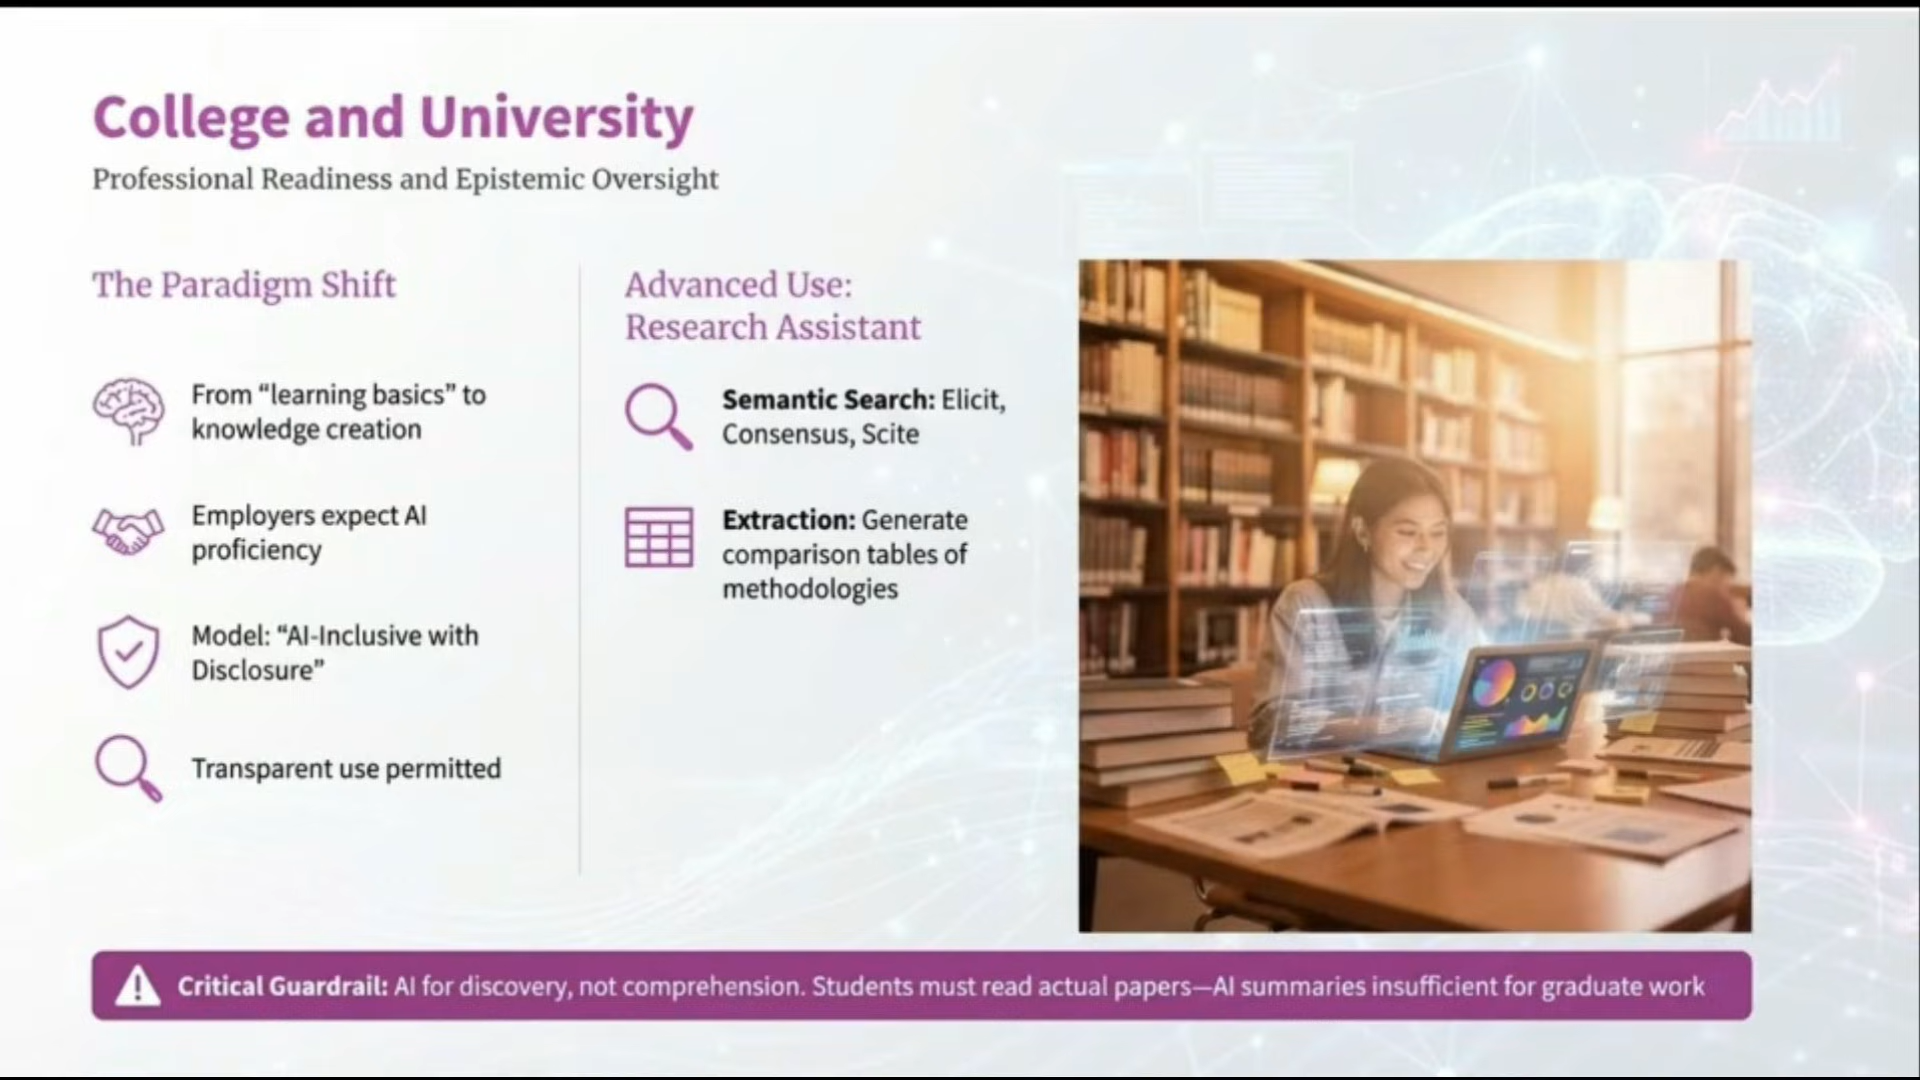 College and University
Professional Readiness and Epistemic Oversight
The Paradigm Shift
From “learning basics” to
knowledge creation
Employers expect AI
proficiency
Model: “AI-Inclusive with
Disclosure”
Transparent use permitted
Advanced Use:
Research Assistant
Semantic Search: Elicit,
Consensus, Scite
Extraction: Generate
comparison tables of
methodologies
Critical Guardrail: AI for discovery, not comprehension. Students must read actual papers—AI summaries insufficient for graduate work